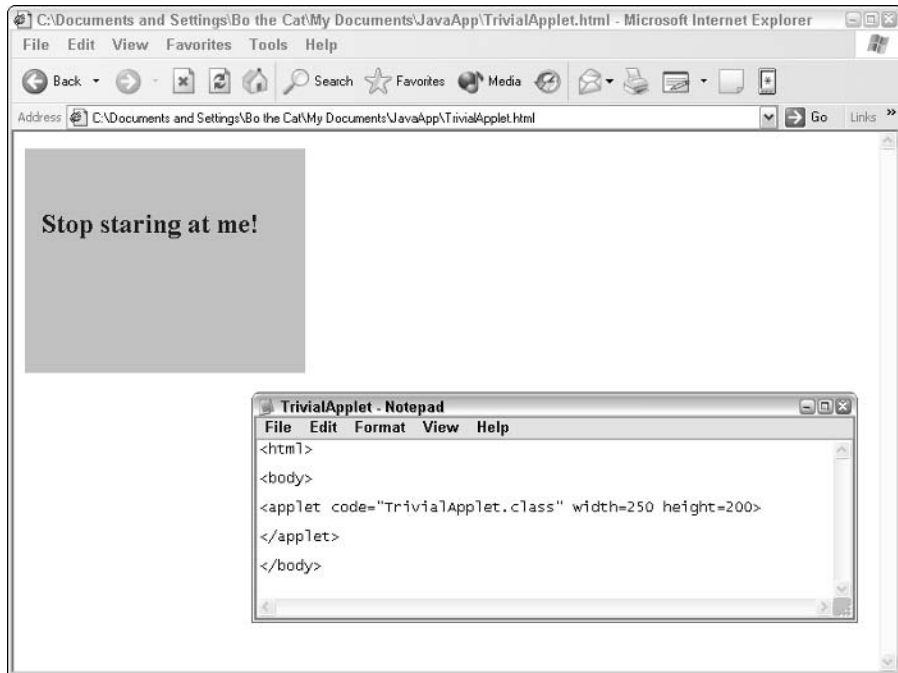 C:\Documents and Settings\Bo the Cat\My Documents\JavaApp\TrivialApplet.html - Microsoft Internet Explorer
File Edit View Favorites Tools Help
Back Search Favorites Media
Address C:\Documents and Settings\Bo the Cat\My Documents\JavaApp\TrivialApplet.html Go Links »
Stop staring at me!
TrivialApplet - Notepad
File Edit Format View Help
<html>
<body>
<applet code="TrivialApplet.class" width=250 height=200>
</applet>
</body>